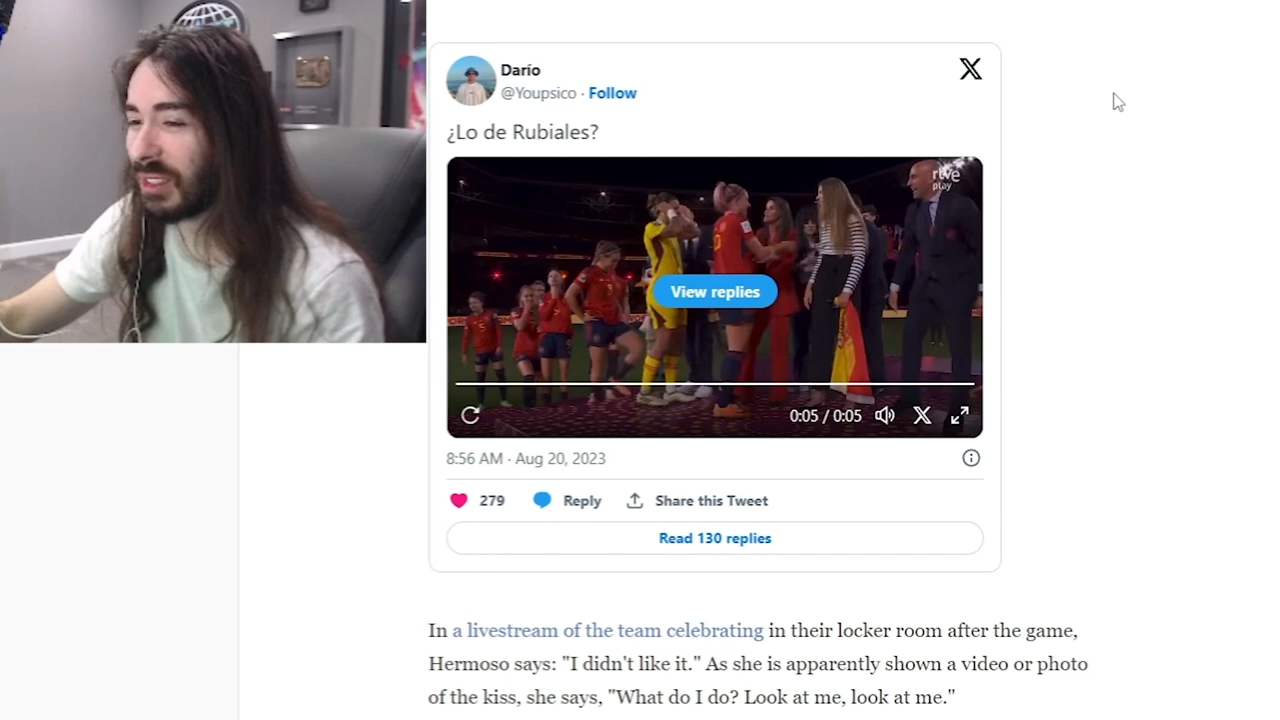 Darío
@Youpsico · Follow
¿Lo de Rubiales?
rtve
play
View replies
0:05 / 0:05
8:56 AM · Aug 20, 2023
279
Reply
Share this Tweet
Read 130 replies
In a livestream of the team celebrating in their locker room after the game,
Hermoso says: "I didn't like it." As she is apparently shown a video or photo
of the kiss, she says, "What do I do? Look at me, look at me."